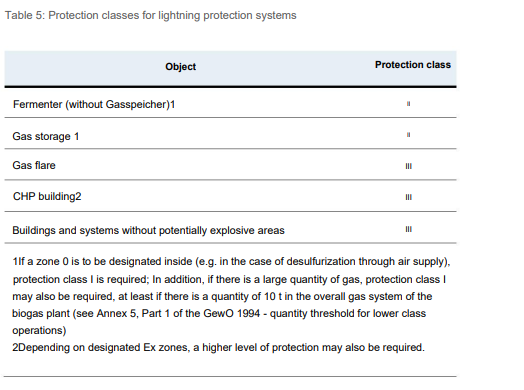 Table 5: Protection classes for lightning protection systems
Object Protection class
Fermenter (without Gasspeicher)1 II
Gas storage 1 II
Gas flare III
CHP building2 III
Buildings and systems without potentially explosive areas III
1If a zone 0 is to be designated inside (e.g. in the case of desulfurization through air supply),
protection class I is required; In addition, if there is a large quantity of gas, protection class I
may also be required, at least if there is a quantity of 10 t in the overall gas system of the
biogas plant (see Annex 5, Part 1 of the GewO 1994 - quantity threshold for lower class
operations)
2Depending on designated Ex zones, a higher level of protection may also be required.